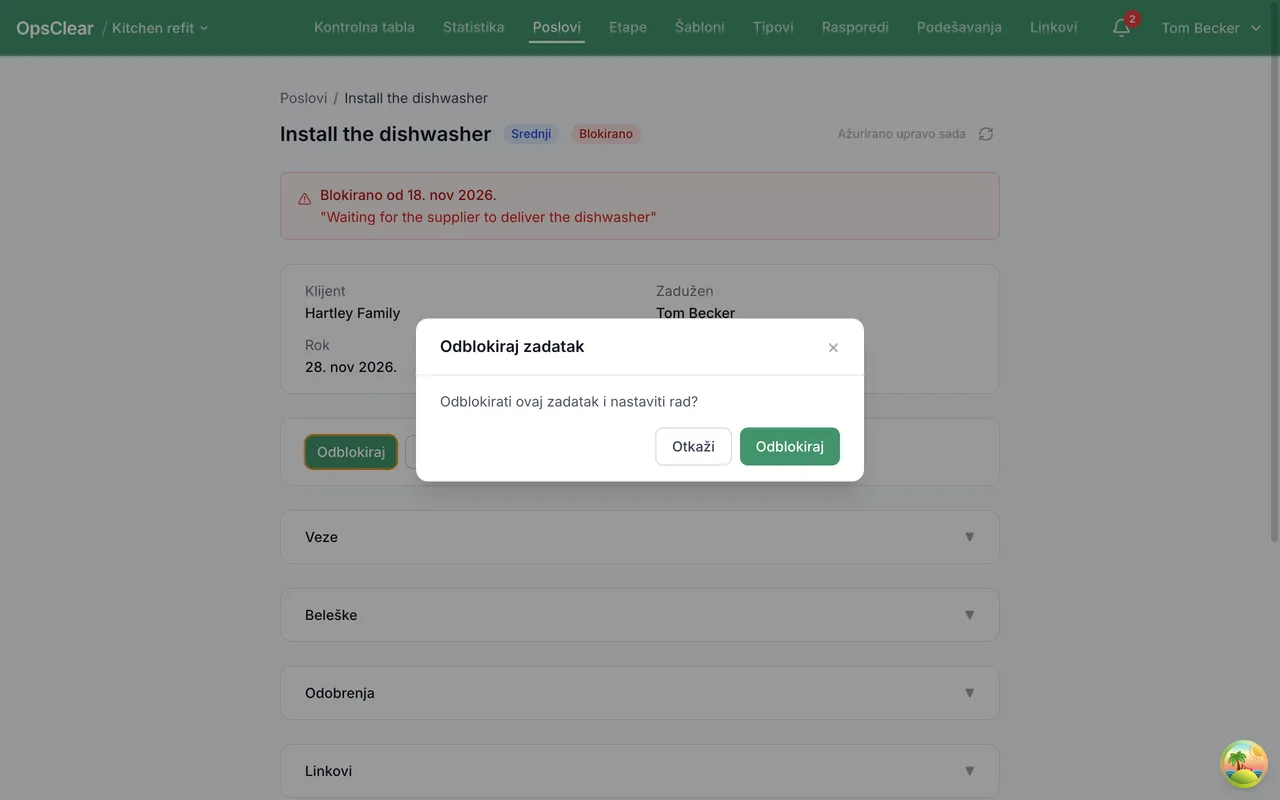 OpsClear / Kitchen refit
Kontrolna tabla
Statistika
Poslovi
Etape
Šabloni
Tipovi
Rasporedi
Podešavanja
Linkovi
2
Tom Becker
Poslovi / Install the dishwasher
Install the dishwasher
Srednji
Blokirano
Ažurirano upravo sada
Blokirano od 18. nov 2026.
"Waiting for the supplier to deliver the dishwasher"
Klijent
Hartley Family
Zadužen
Tom Becker
Rok
28. nov 2026.
Odblokiraj zadatak
Odblokirati ovaj zadatak i nastaviti rad?
Otkaži
Odblokiraj
Odblokiraj
Veze
Beleške
Odobrenja
Linkovi